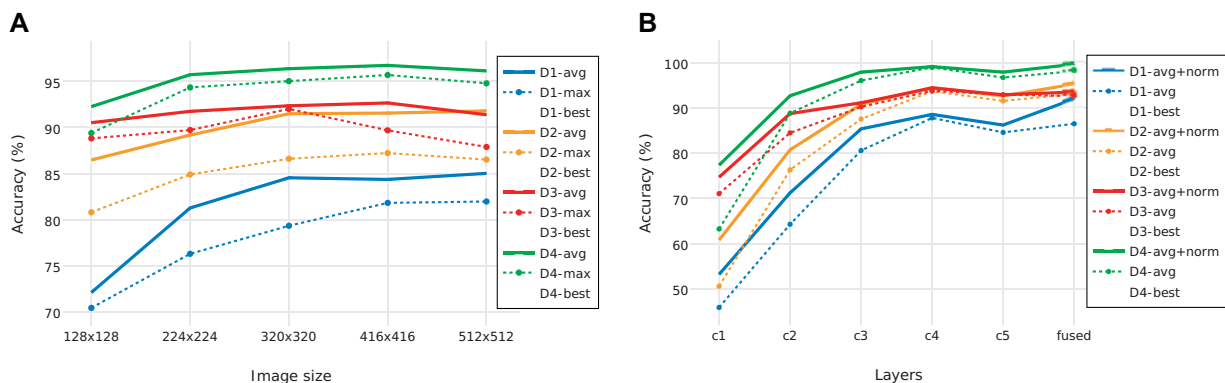 A
Accuracy (%)
95
90
85
80
75
70
128x128
224x224
320x320
416x416
512x512
Image size
D1-avg
D1-max
D1-best
D2-avg
D2-max
D2-best
D3-avg
D3-max
D3-best
D4-avg
D4-max
D4-best
B
Accuracy (%)
100
90
80
70
60
50
c1
c2
c3
c4
c5
fused
Layers
D1-avg+norm
D1-avg
D1-best
D2-avg+norm
D2-avg
D2-best
D3-avg+norm
D3-avg
D3-best
D4-avg+norm
D4-avg
D4-best